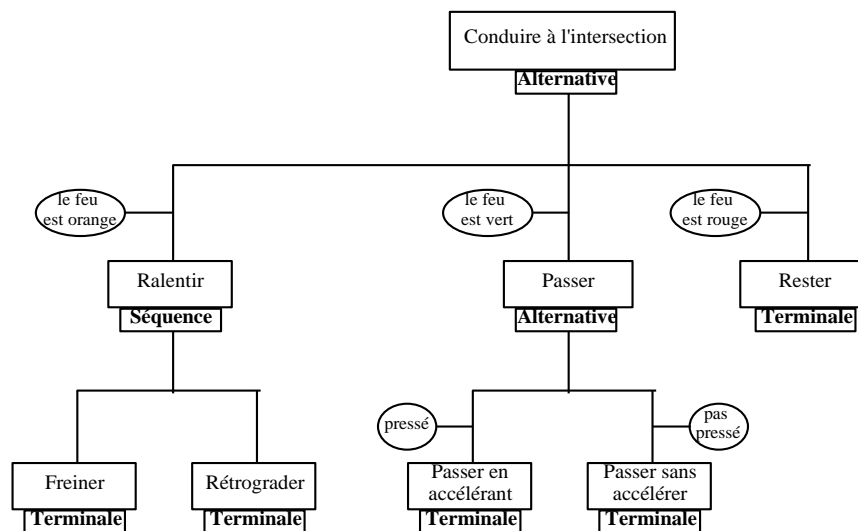 Conduire à l'intersection
Alternative
le feu
est orange
le feu
est vert
le feu
est rouge
Ralentir
Séquence
Passer
Alternative
Rester
Terminale
pressé
pas
pressé
Freiner
Terminale
Rétrograder
Terminale
Passer en
accélérant
Terminale
Passer sans
accélérer
Terminale